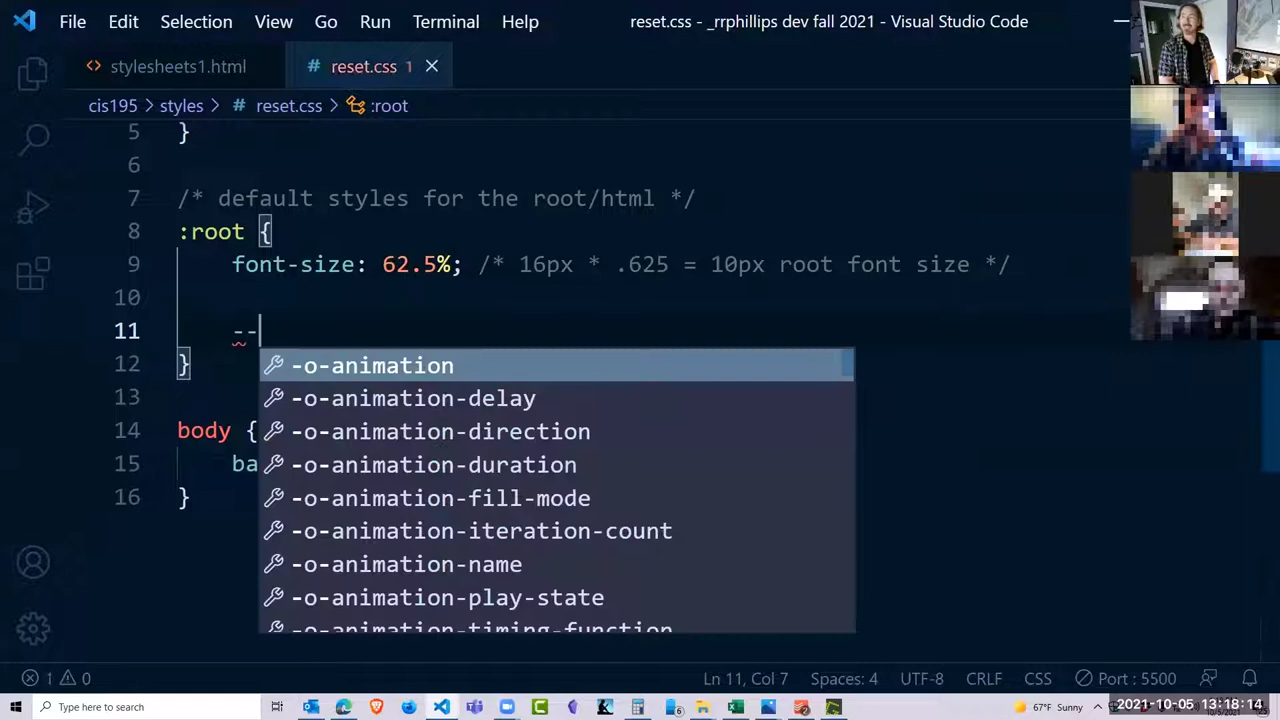 File Edit Selection View Go Run Terminal Help reset.css - _rrphillips dev fall 2021 - Visual Studio Code
<> stylesheets1.html # reset.css 1
cis195 > styles > # reset.css > :root
5 }
6
7 /* default styles for the root/html */
8 :root {
9 font-size: 62.5%; /* 16px * .625 = 10px root font size */
10
11 --
12 }
13
14 body {
15 ba
16 }
-o-animation
-o-animation-delay
-o-animation-direction
-o-animation-duration
-o-animation-fill-mode
-o-animation-iteration-count
-o-animation-name
-o-animation-play-state
-o-animation-timing-function
1 0 Ln 11, Col 7 Spaces: 4 UTF-8 CRLF CSS Port : 5500
Type here to search 67°F Sunny 2021-10-05 13:18:14